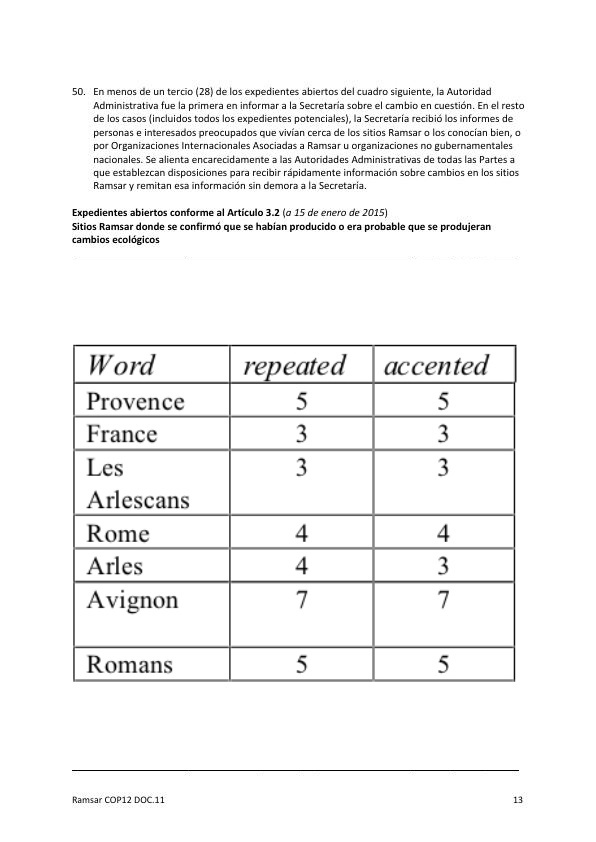 50. En menos de un tercio (28) de los expedientes abiertos del cuadro siguiente, la Autoridad
Administrativa fue la primera en informar a la Secretaría sobre el cambio en cuestión. En el resto
de los casos (incluidos todos los expedientes potenciales), la Secretaría recibió los informes de
personas e interesados preocupados que vivían cerca de los sitios Ramsar o los conocían bien, o
por Organizaciones Internacionales Asociadas a Ramsar u organizaciones no gubernamentales
nacionales. Se alienta encarecidamente a las Autoridades Administrativas de todas las Partes a
que establezcan disposiciones para recibir rápidamente información sobre cambios en los sitios
Ramsar y remitan esa información sin demora a la Secretaría.
Expedientes abiertos conforme al Artículo 3.2 (a 15 de enero de 2015)
Sitios Ramsar donde se confirmó que se habían producido o era probable que se produjeran
cambios ecológicos
Word repeated accented
Provence 5 5
France 3 3
Les 3 3
Arlescans
Rome 4 4
Arles 4 3
Avignon 7 7
Romans 5 5
Ramsar COP12 DOC.11 13